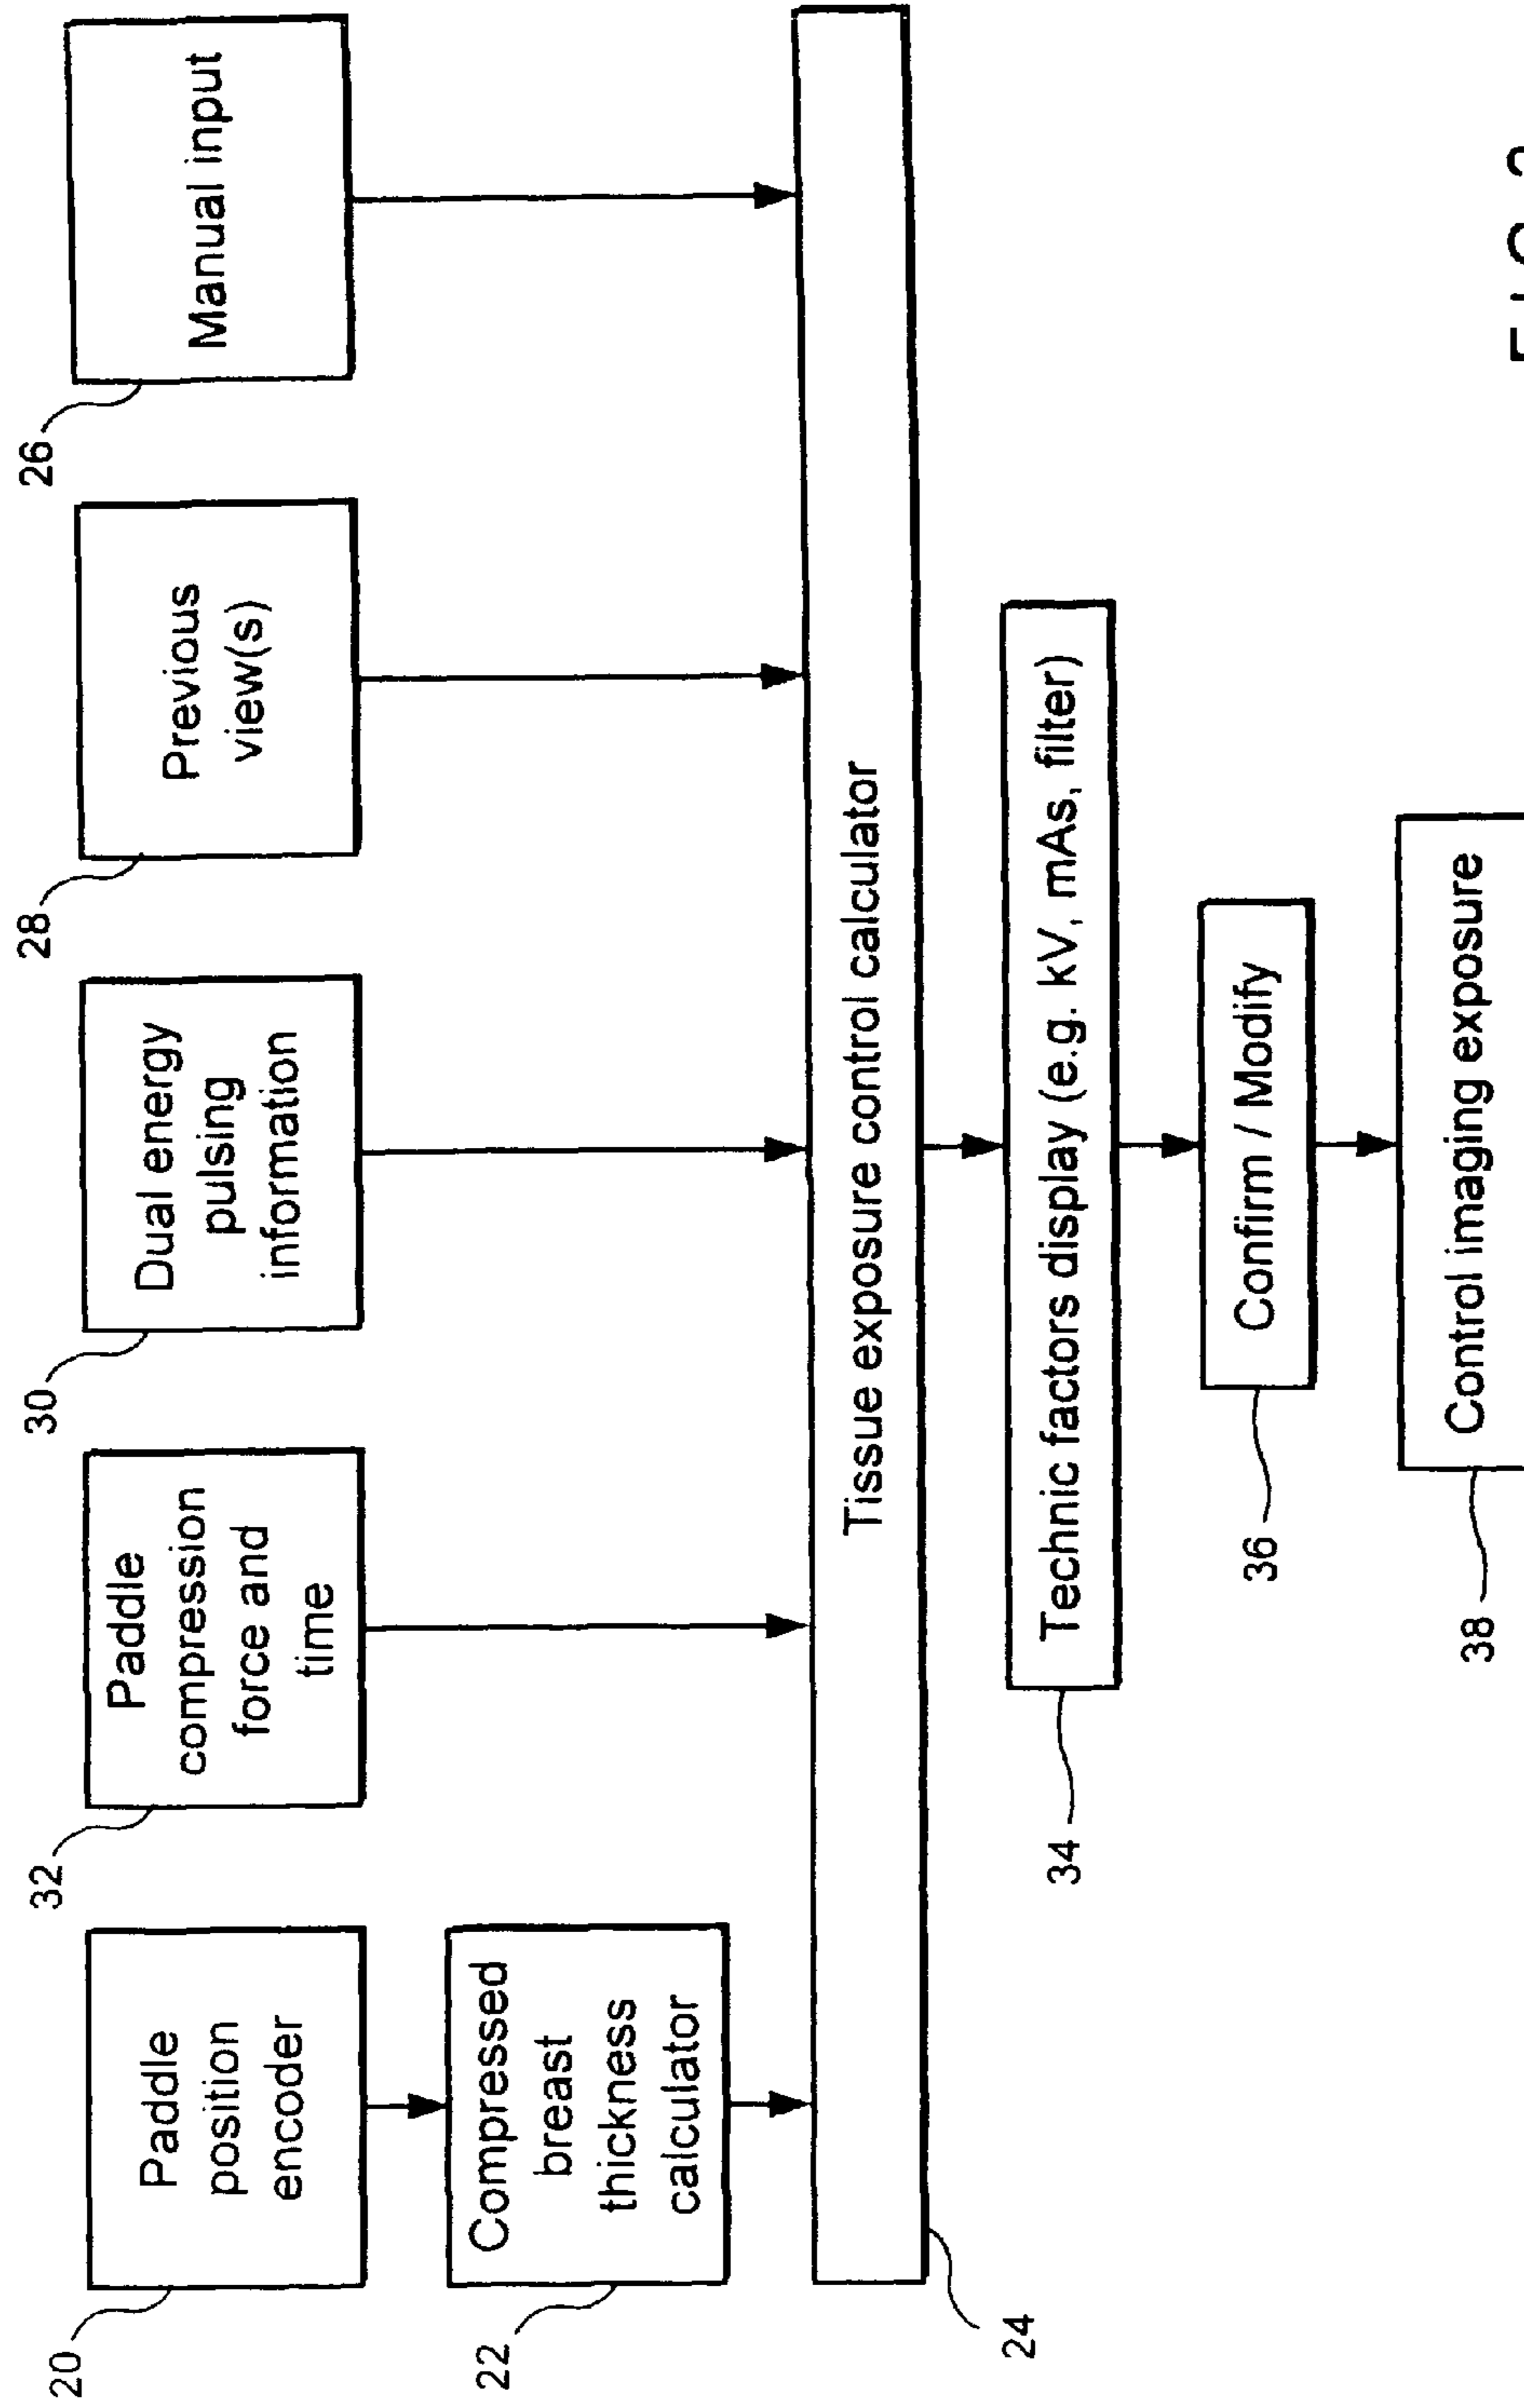 20
Paddle
position
encoder
32
Paddle
compression
force and
time
30
Dual energy
pulsing
information
28
Previous
view(s)
26
Manual input
22
Compressed
breast
thickness
calculator
24
Tissue exposure control calculator
34
Technic factors display (e.g. kV, mAs, filter)
36
Confirm / Modify
38
Control imaging exposure